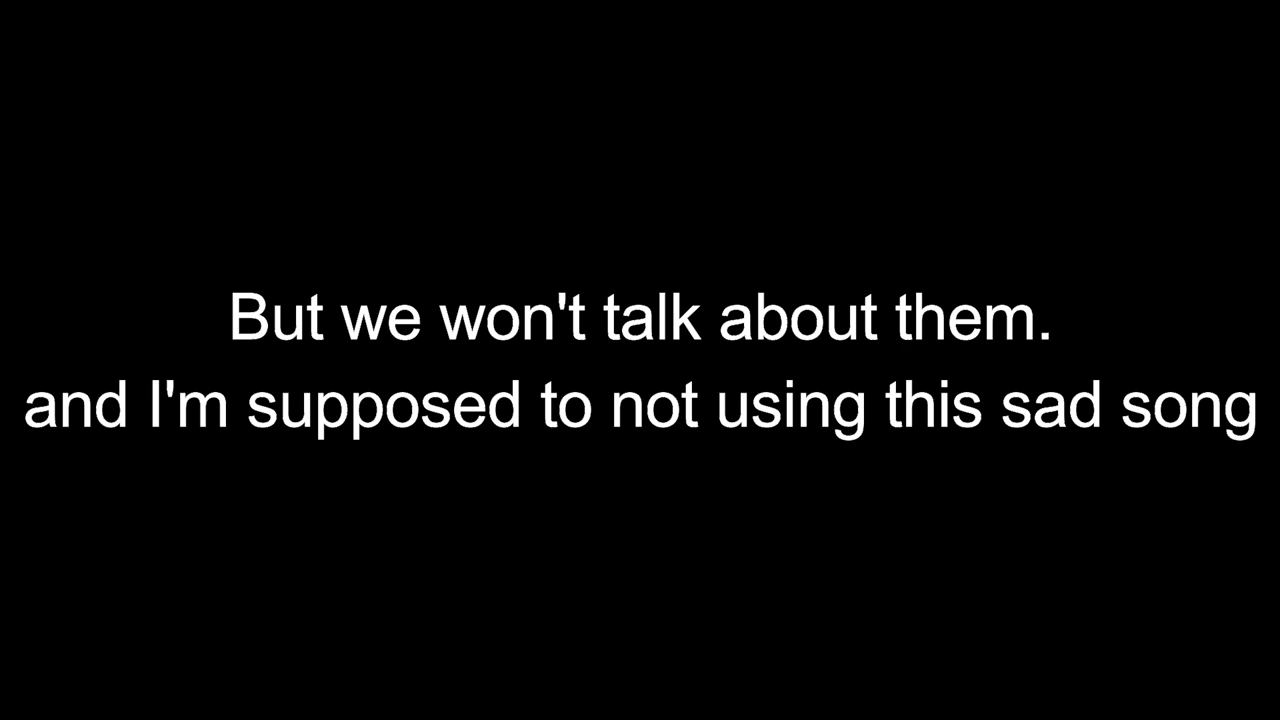 But we won't talk about them.
and I'm supposed to not using this sad song